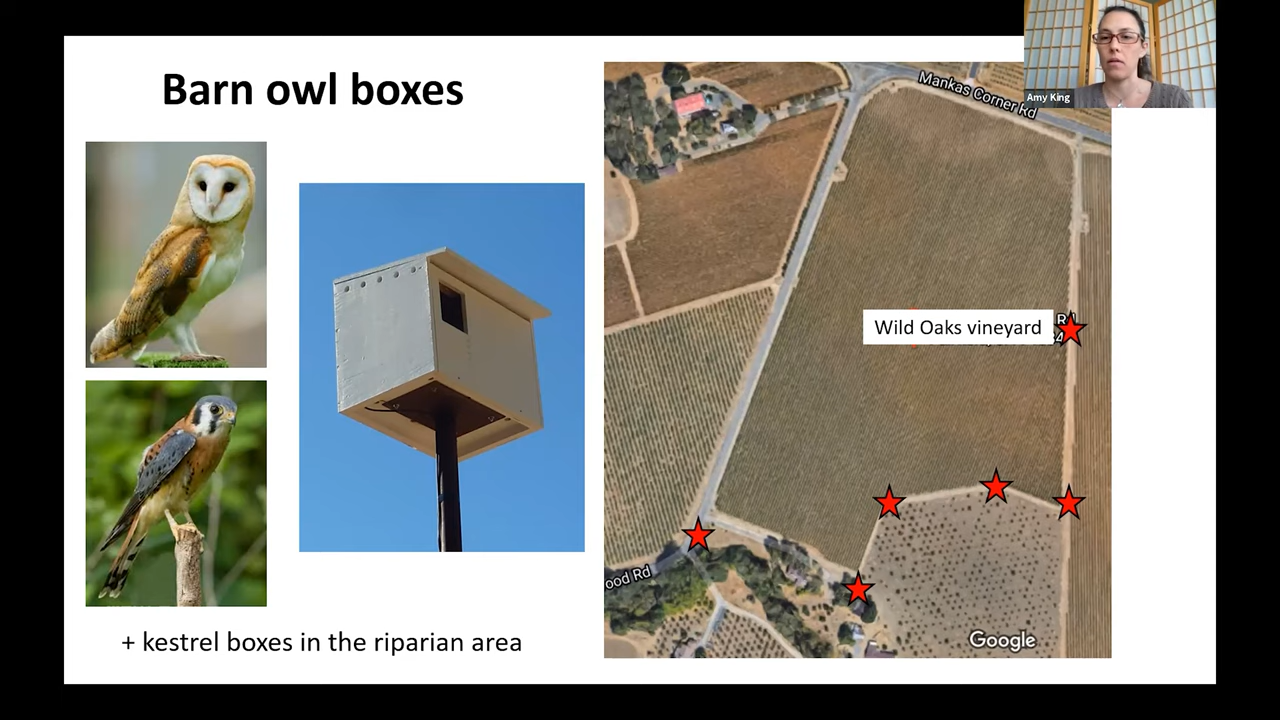 Barn owl boxes
Mankas Corner Rd
Amy King
Wild Oaks vineyard
ood Rd
Google
+ kestrel boxes in the riparian area